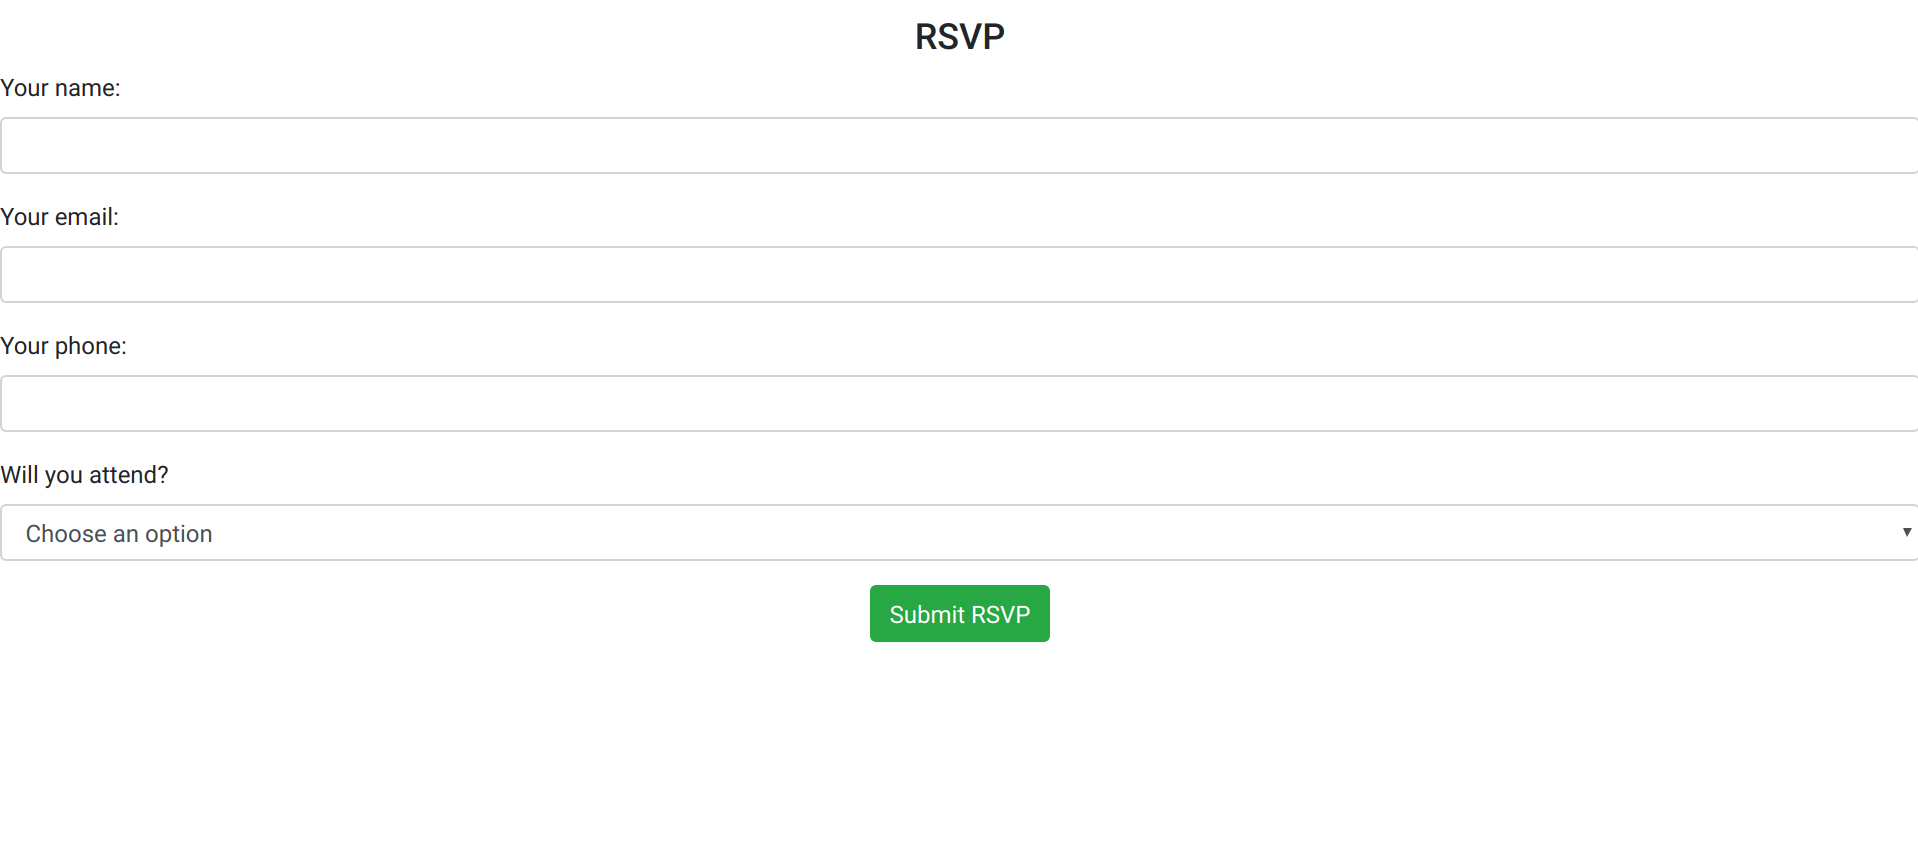 RSVP
Your name:
Your email:
Your phone:
Will you attend?
Choose an option
Submit RSVP